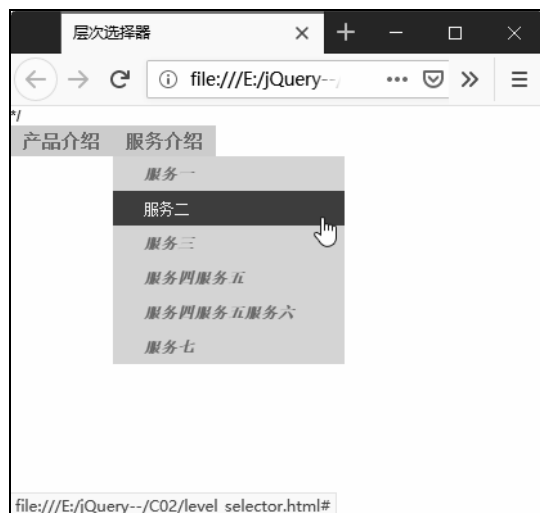 层次选择器
file:///E:/jQuery--/
*/
产品介绍 服务介绍
服务一
服务二
服务三
服务四服务五
服务四服务五服务六
服务七
file:///E:/jQuery--/C02/level_selector.html#